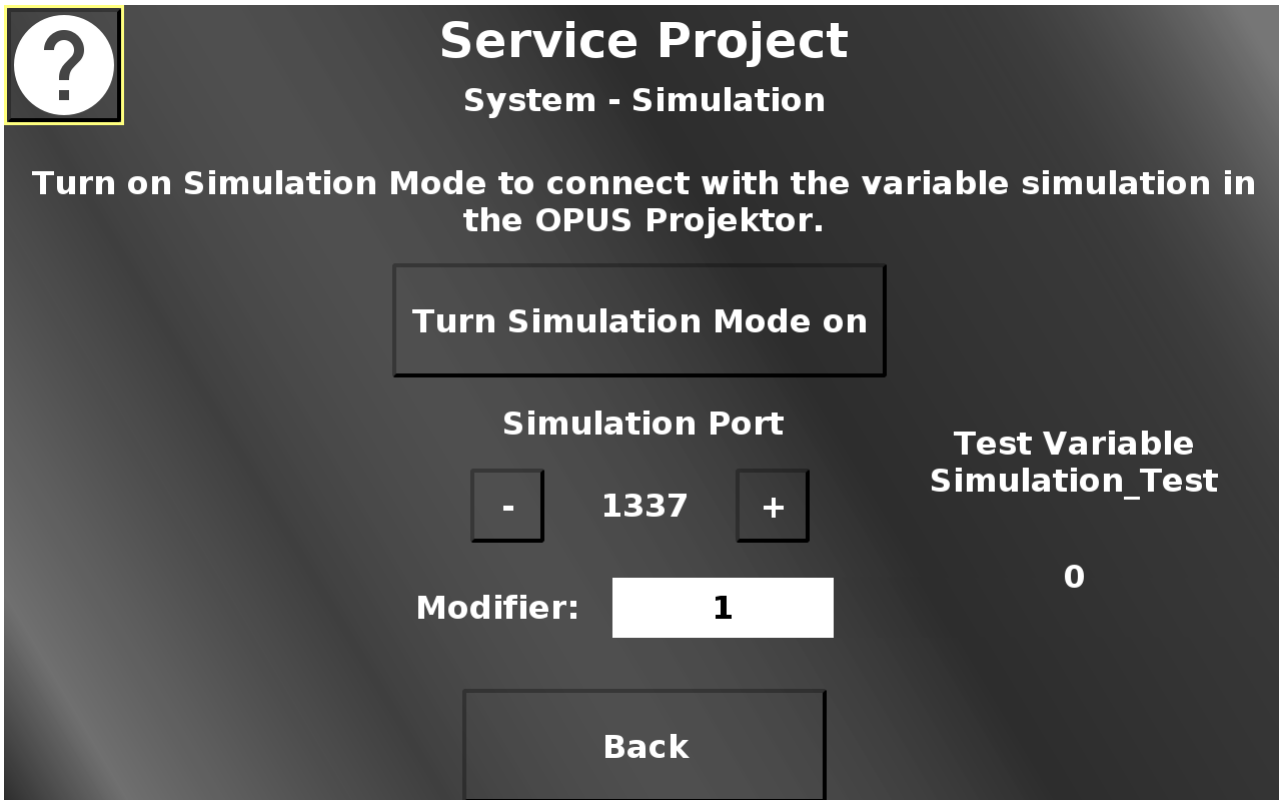 ?
Service Project
System - Simulation
Turn on Simulation Mode to connect with the variable simulation in
the OPUS Projektor.
Turn Simulation Mode on
Simulation Port
- 1337 +
Modifier: 1
Test Variable
Simulation_Test
0
Back